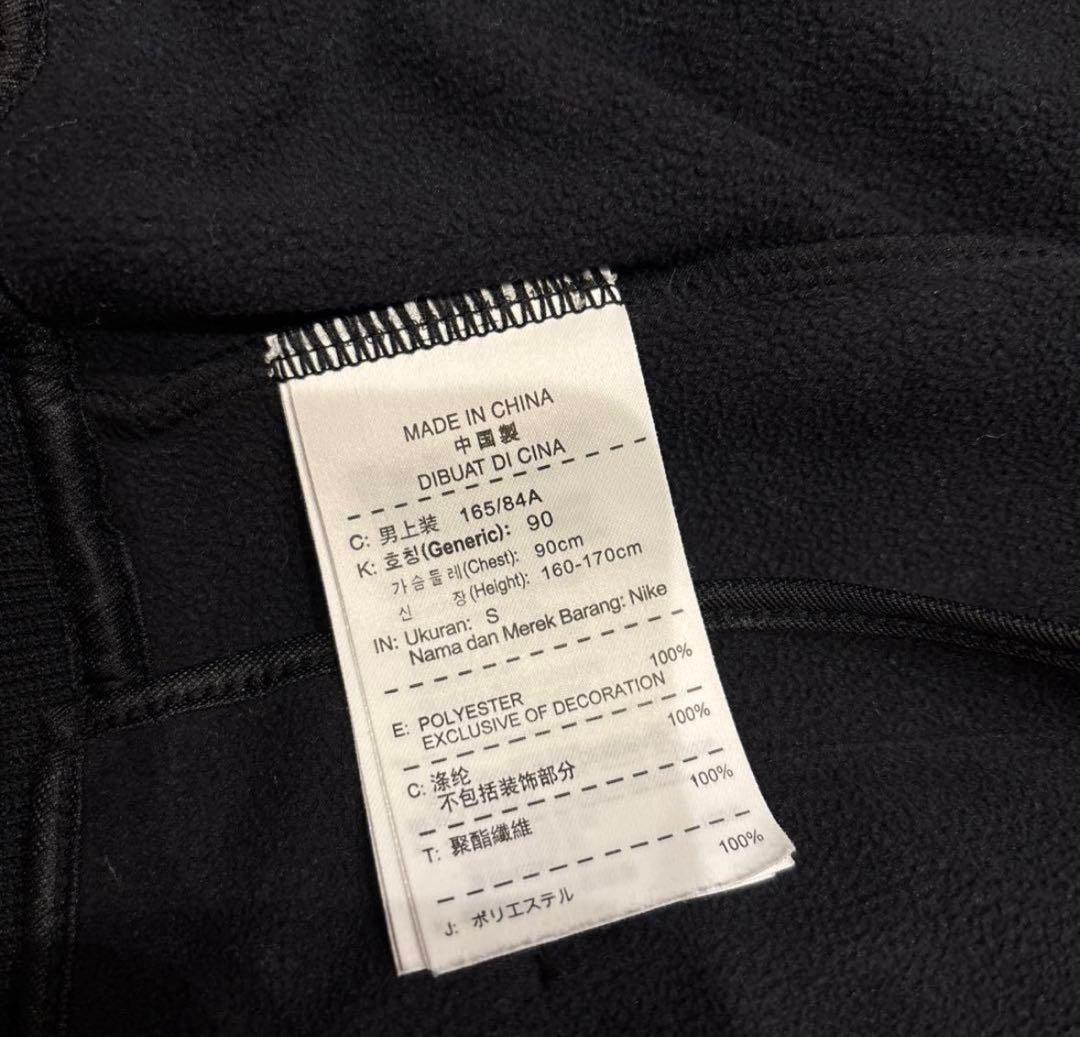 MADE IN CHINA
中国製
DIBUAT DI CINA
C: 男上装 165/84A
K: 호칭(Generic): 90
가슴둘레(Chest): 90cm
신 장(Height): 160-170cm
IN: Ukuran: S
Nama dan Merek Barang: Nike
100%
E: POLYESTER
EXCLUSIVE OF DECORATION
100%
C: 涤纶
不包括装饰部分
100%
T: 聚酯纖維
100%
J: ポリエステル